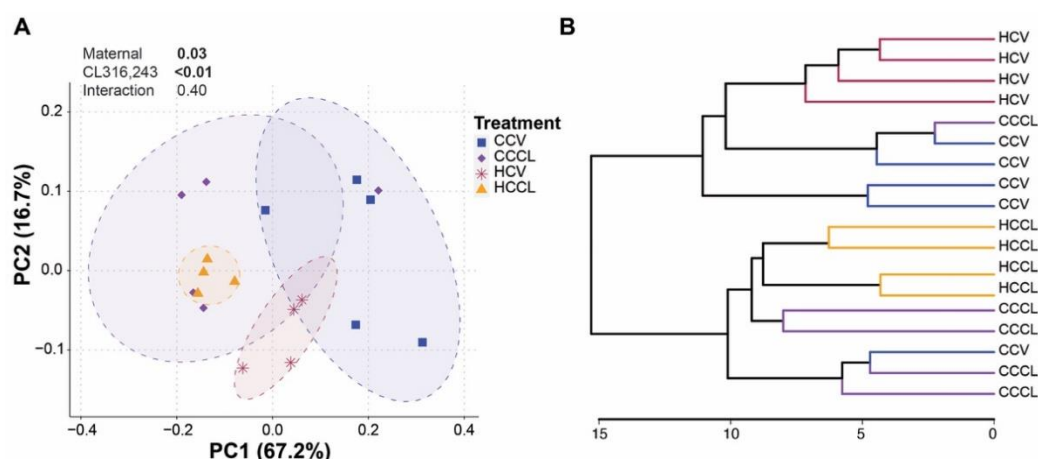 A
Maternal 0.03
CL316,243 <0.01
Interaction 0.40
0.2
0.1
0.0
−0.1
PC2 (16.7%)
−0.4 −0.2 0.0 0.2 0.4
PC1 (67.2%)
Treatment
CCV
CCCL
HCV
HCCL
B
HCV
HCV
HCV
HCV
CCCL
CCV
CCV
CCV
CCV
HCCL
HCCL
HCCL
HCCL
CCCL
CCCL
CCV
CCCL
CCCL
15 10 5 0